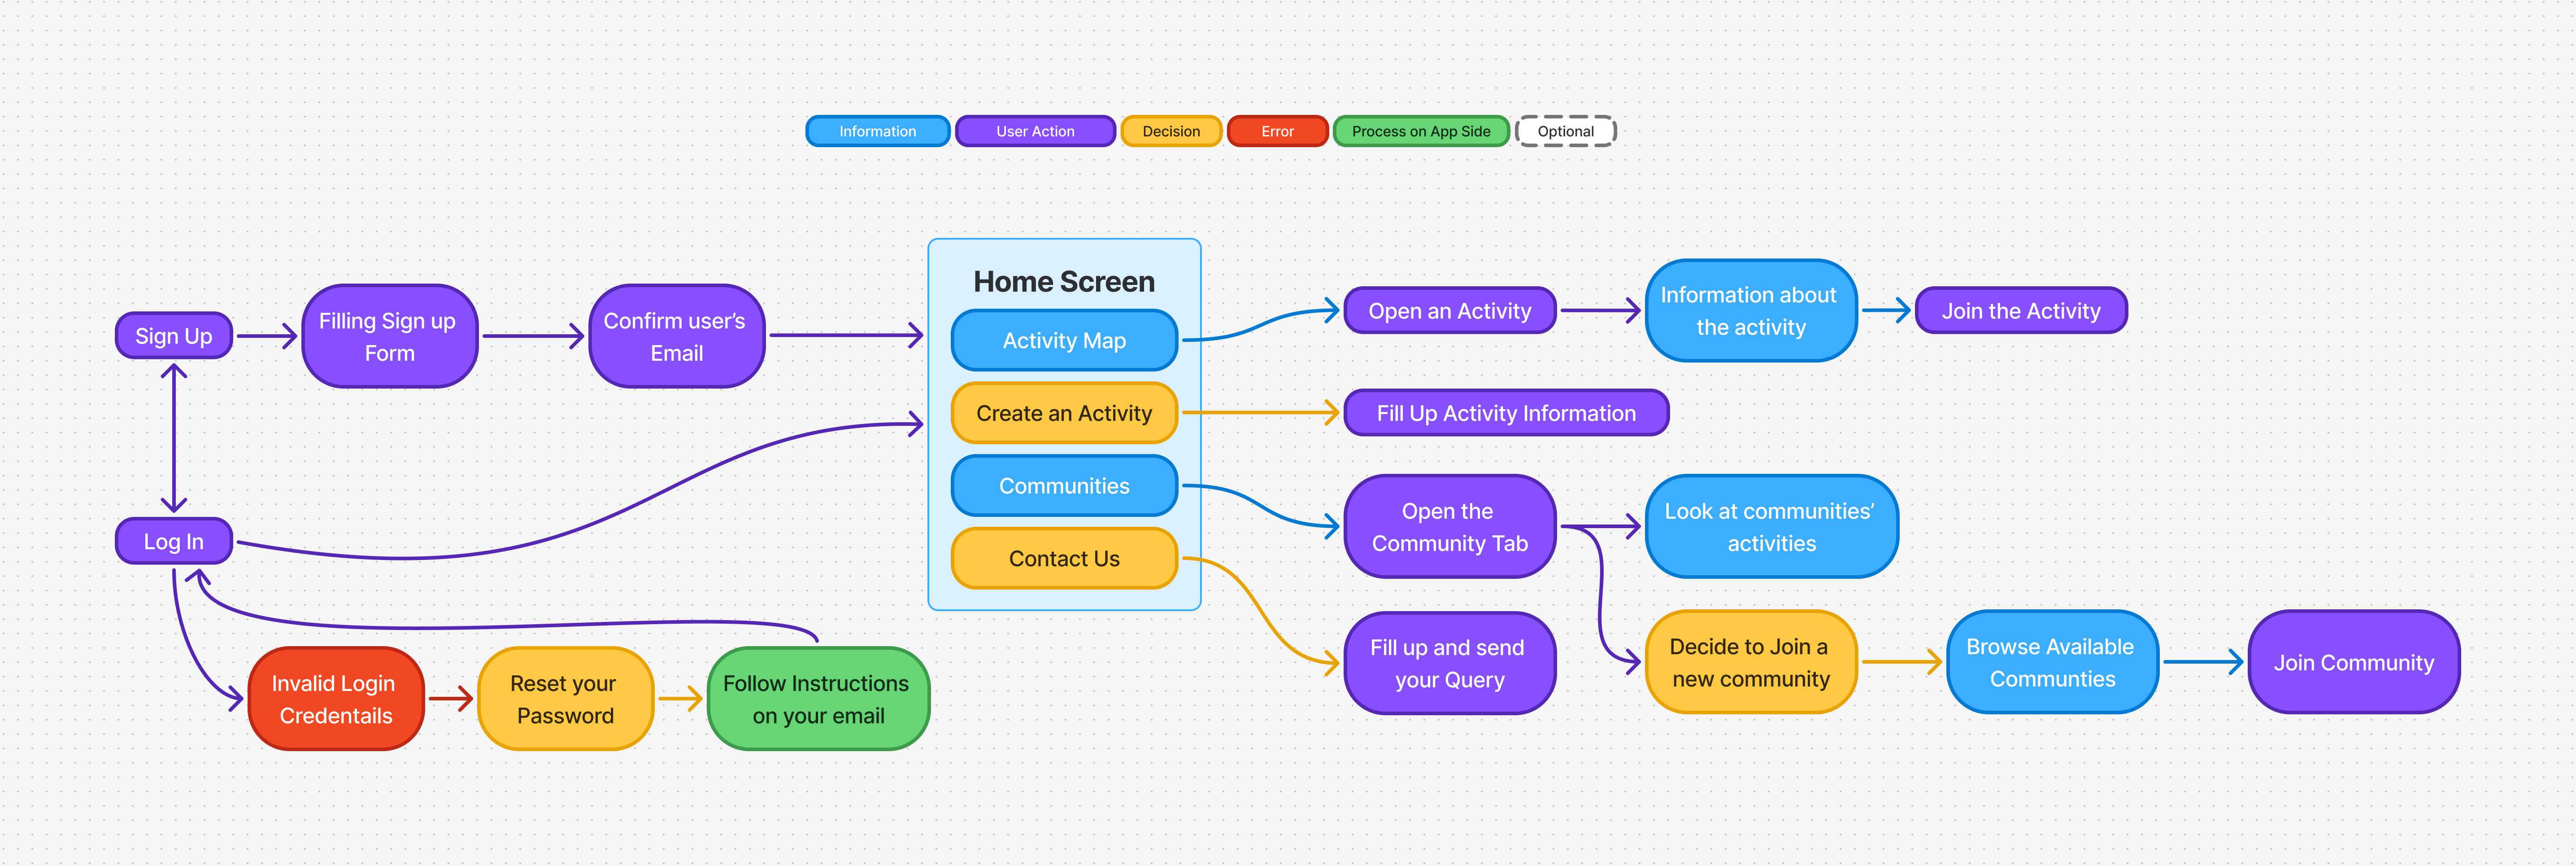 Information
User Action
Decision
Error
Process on App Side
Optional
Sign Up
Filling Sign up
Form
Confirm user's
Email
Log In
Invalid Login
Credentails
Reset your
Password
Follow Instructions
on your email
Home Screen
Activity Map
Create an Activity
Communities
Contact Us
Open an Activity
Information about
the activity
Join the Activity
Fill Up Activity Information
Open the
Community Tab
Look at communities'
activities
Decide to Join a
new community
Browse Available
Communties
Join Community
Fill up and send
your Query